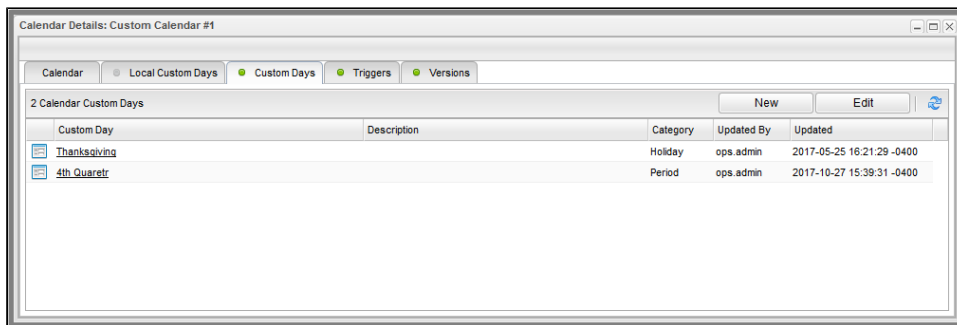 Calendar Details: Custom Calendar #1
Calendar Local Custom Days Custom Days Triggers Versions
2 Calendar Custom Days New Edit
Custom Day Description Category Updated By Updated
Thanksgiving Holiday ops.admin 2017-05-25 16:21:29 -0400
4th Quaretr Period ops.admin 2017-10-27 15:39:31 -0400